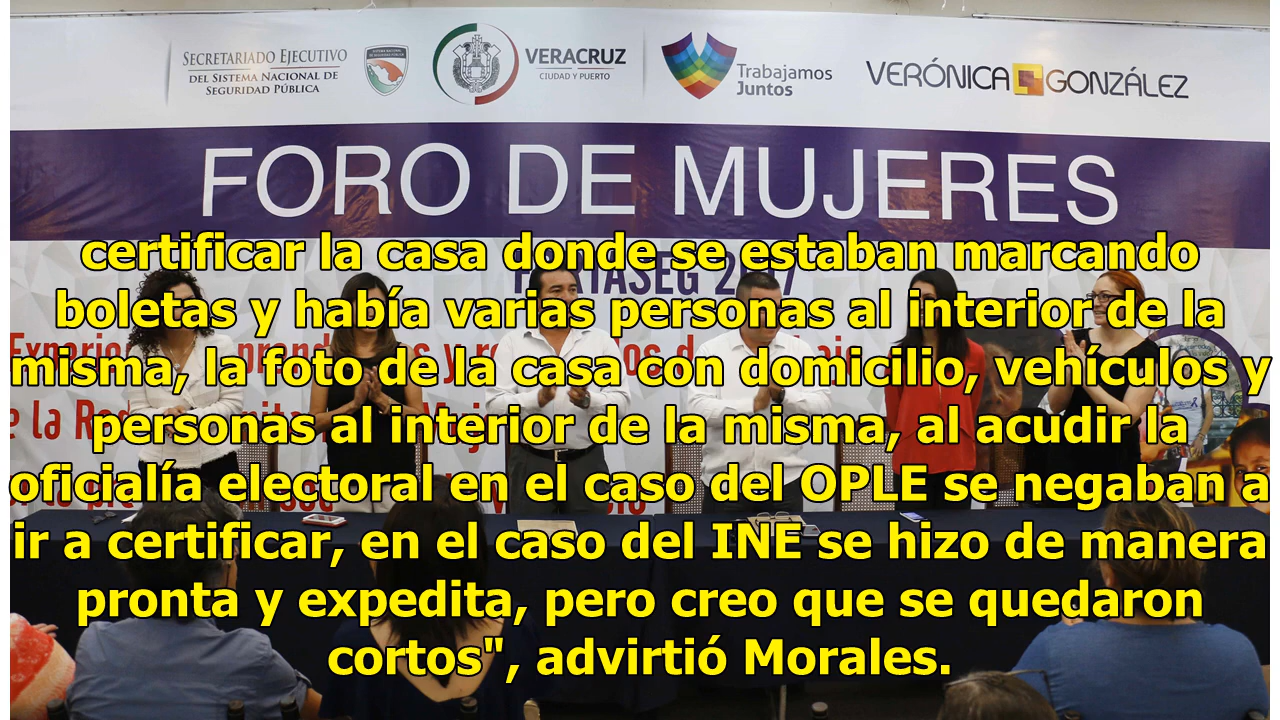 SECRETARIADO EJECUTIVO
DEL SISTEMA NACIONAL DE
SEGURIDAD PÚBLICA
VERACRUZ
CIUDAD Y PUERTO
Trabajamos
Juntos
VERÓNICA GONZÁLEZ
FORO DE MUJERES
certificar la casa donde se estaban marcando
boletas y había varias personas al interior de la
misma, la foto de la casa con domicilio, vehículos y
personas al interior de la misma, al acudir la
oficialía electoral en el caso del OPLE se negaban a
ir a certificar, en el caso del INE se hizo de manera
pronta y expedita, pero creo que se quedaron
cortos", advirtió Morales.